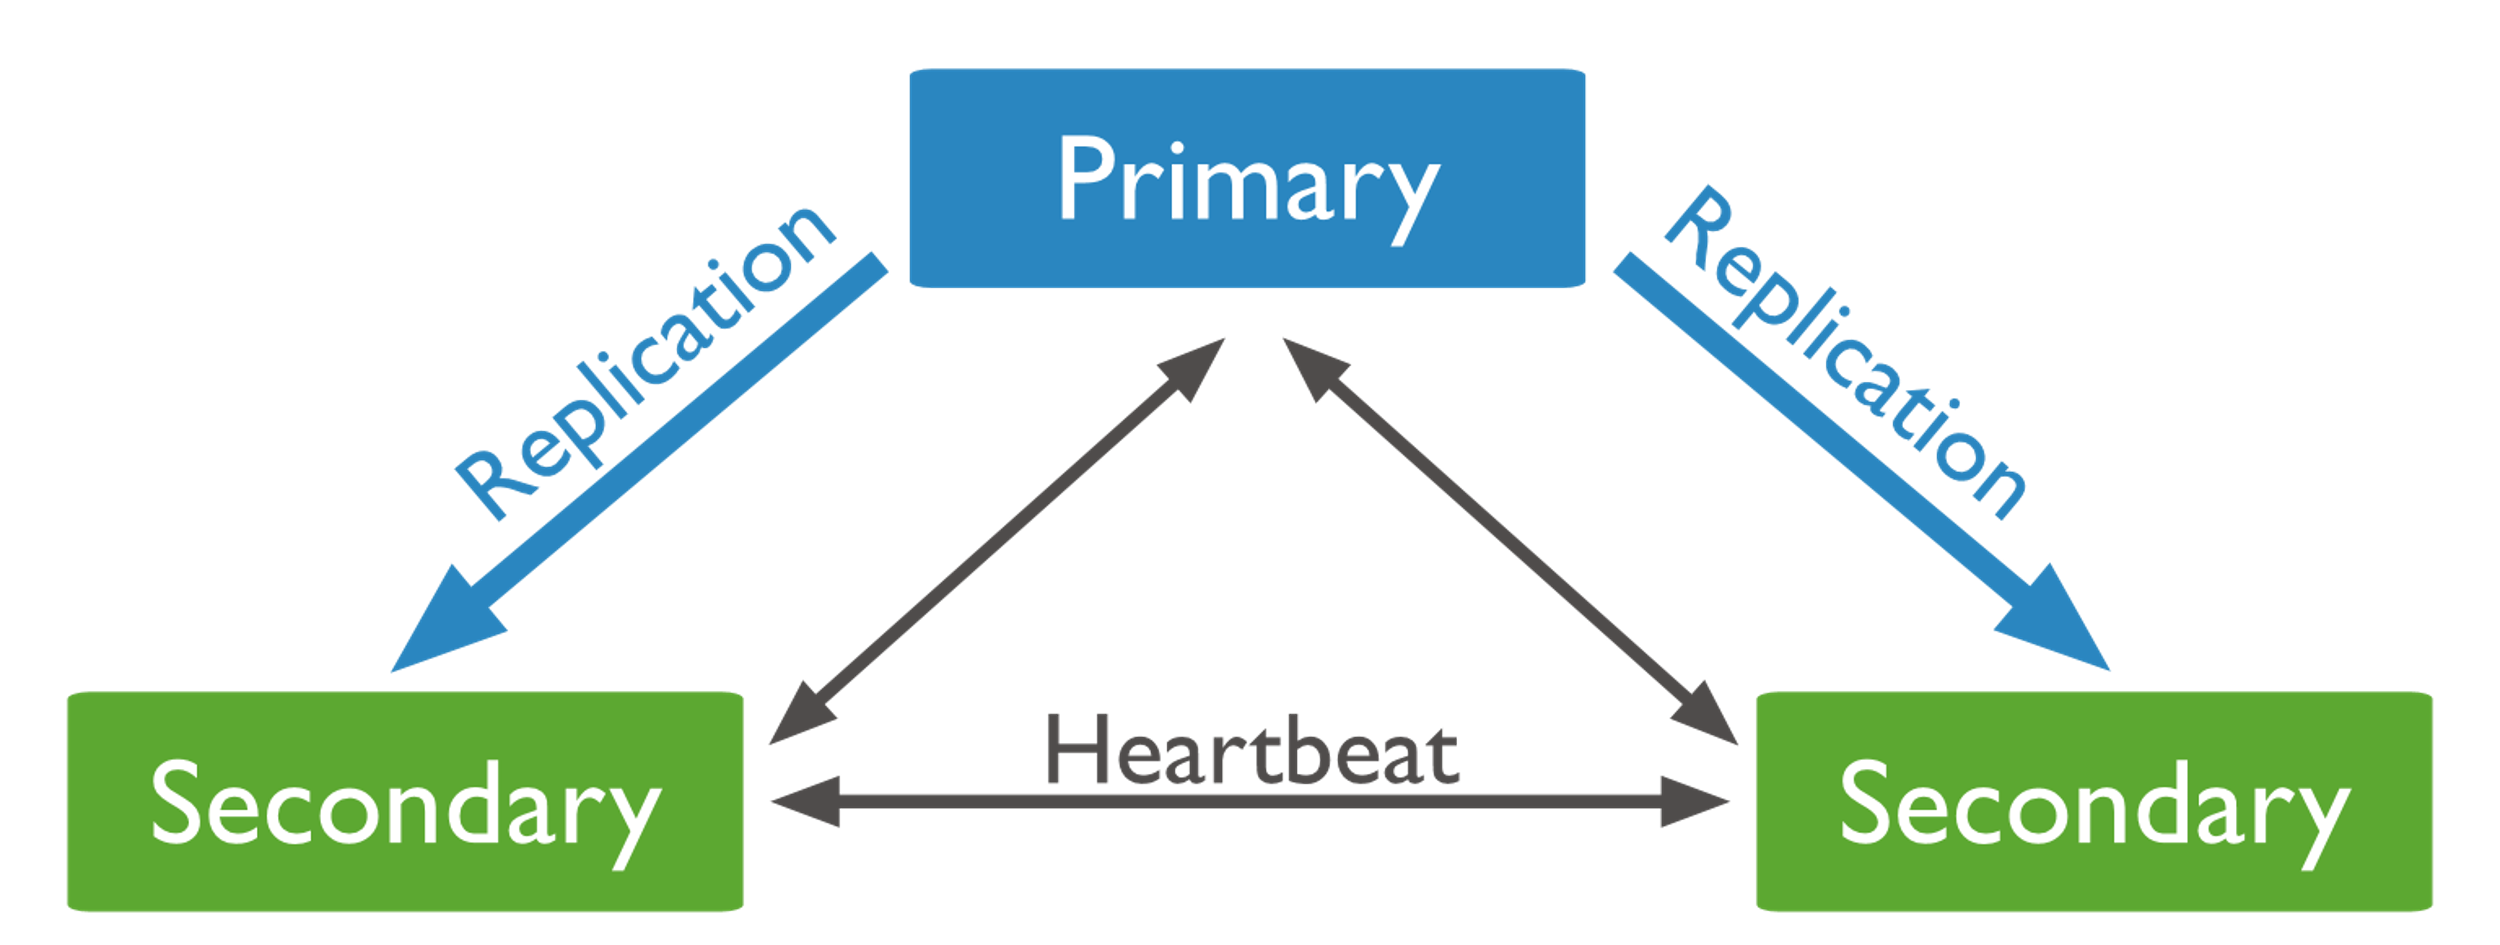 Primary
Replication
Replication
Heartbeat
Secondary
Secondary